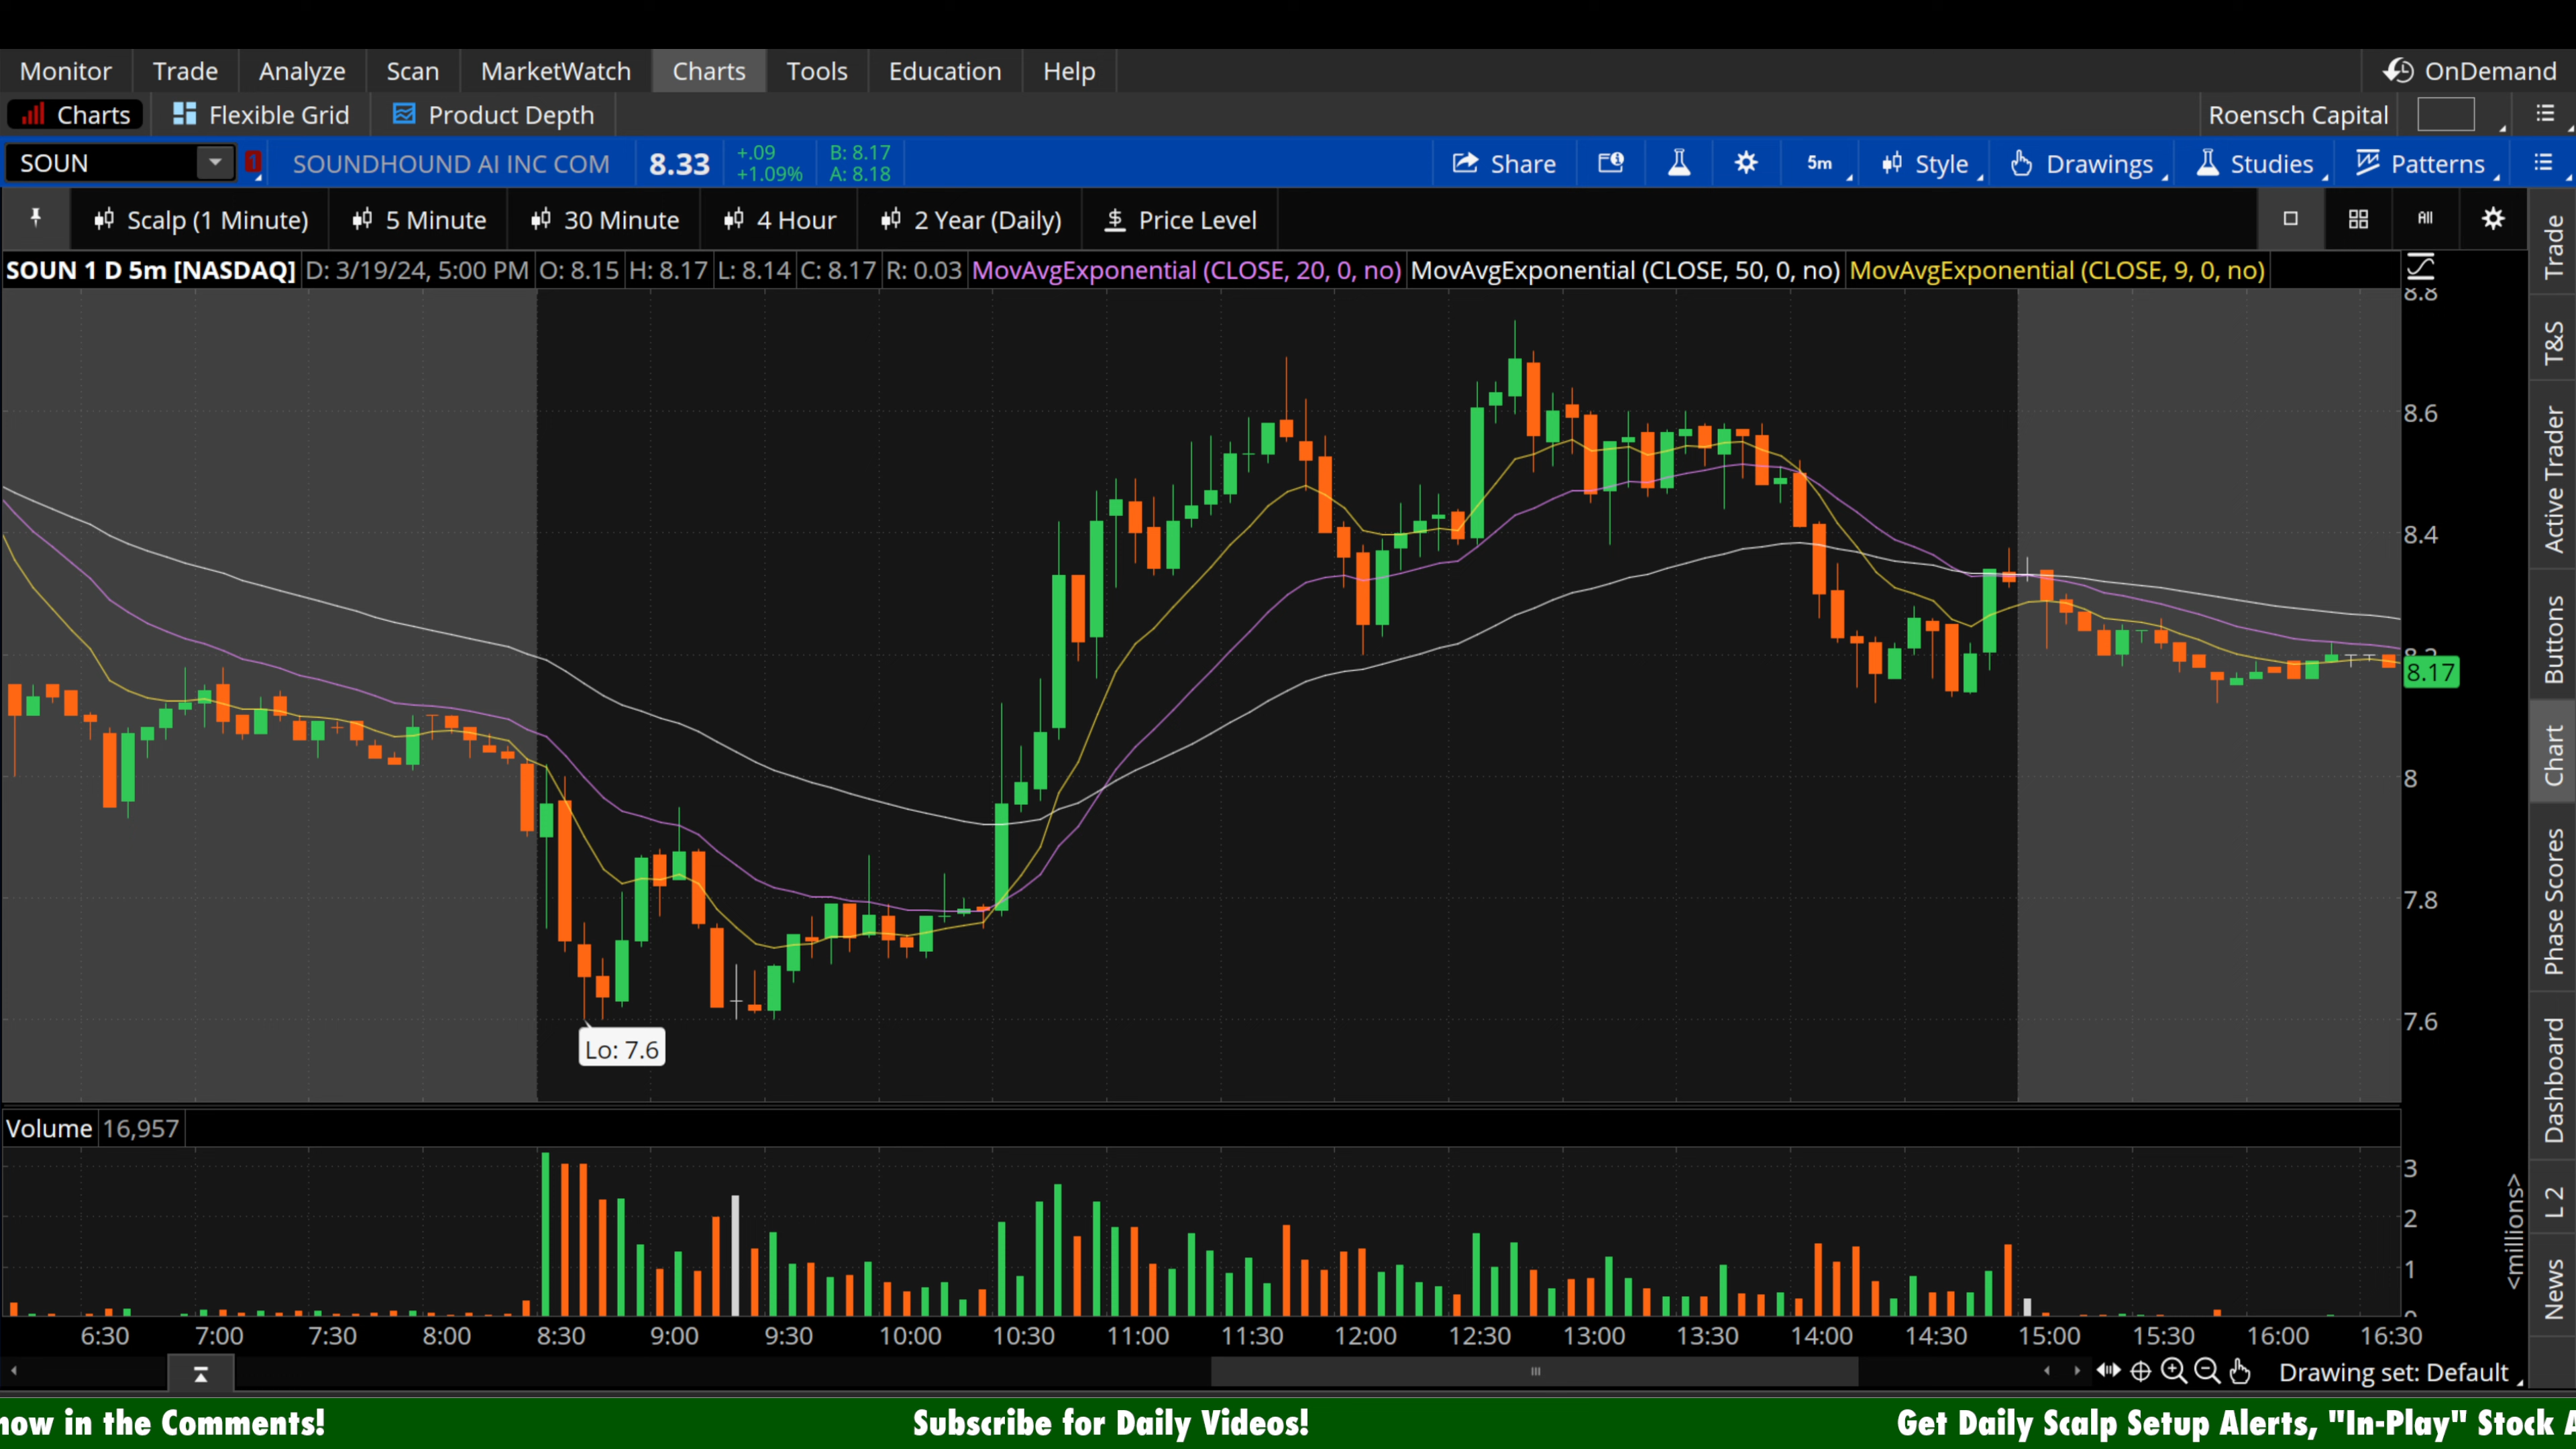 Monitor Trade Analyze Scan MarketWatch Charts Tools Education Help OnDemand
Charts Flexible Grid Product Depth Roensch Capital
SOUN 1 SOUNDHOUND AI INC COM 8.33 +.09 +1.09% B: 8.17 A: 8.18 Share 5m Style Drawings Studies Patterns
Scalp (1 Minute) 5 Minute 30 Minute 4 Hour 2 Year (Daily) $ Price Level All
SOUN 1 D 5m [NASDAQ] D: 3/19/24, 5:00 PM O: 8.15 H: 8.17 L: 8.14 C: 8.17 R: 0.03 MovAvgExponential (CLOSE, 20, 0, no) MovAvgExponential (CLOSE, 50, 0, no) MovAvgExponential (CLOSE, 9, 0, no)
8.8
8.6
8.4
8.2
8.17
8
7.8
7.6
Lo: 7.6
Trade
T&S
Active Trader
Buttons
Chart
Phase Scores
Dashboard
L 2
News
Volume 16,957
3
2
1
0
<millions>
6:30 7:00 7:30 8:00 8:30 9:00 9:30 10:00 10:30 11:00 11:30 12:00 12:30 13:00 13:30 14:00 14:30 15:00 15:30 16:00 16:30
Drawing set: Default
now in the Comments! Subscribe for Daily Videos! Get Daily Scalp Setup Alerts, "In-Play" Stock A